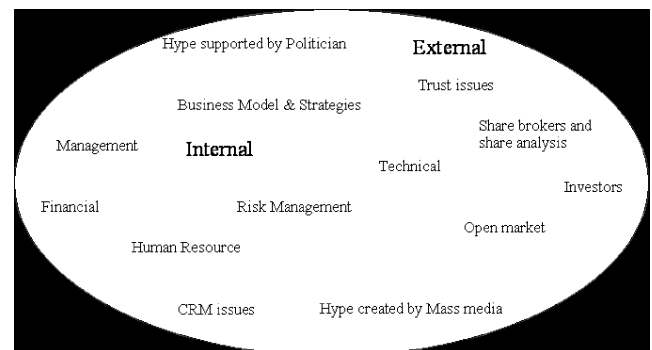 Hype supported by Politician
External
Trust issues
Business Model & Strategies
Share brokers and
share analysis
Management
Internal
Technical
Investors
Financial
Risk Management
Open market
Human Resource
CRM issues
Hype created by Mass media